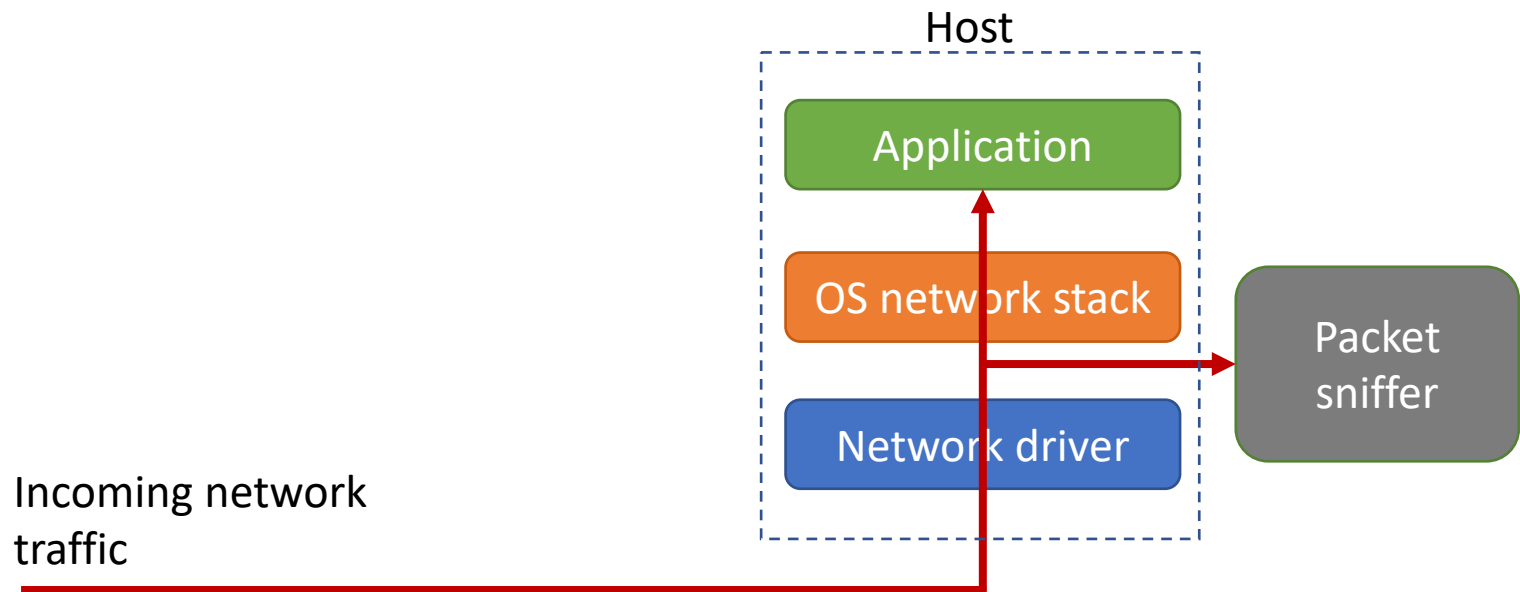 Host
Application
OS network stack
Packet
sniffer
Network driver
Incoming network
traffic